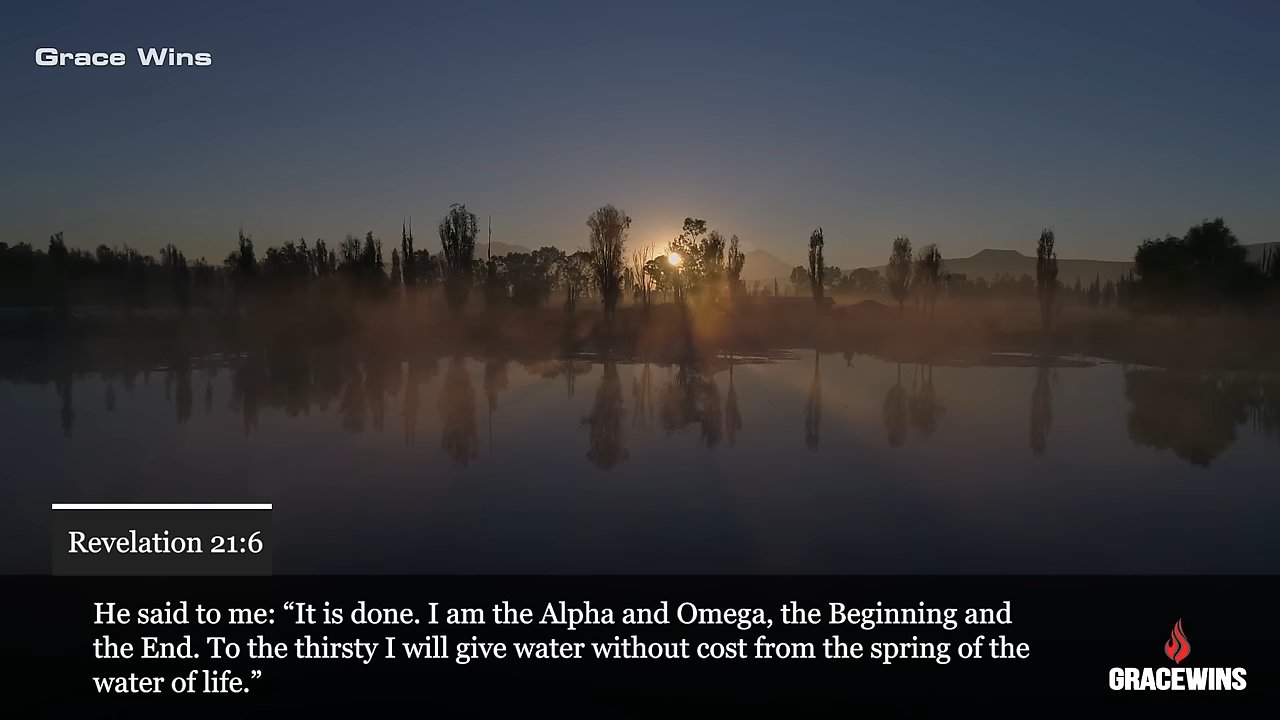 Grace Wins
Revelation 21:6
He said to me: “It is done. I am the Alpha and Omega, the Beginning and
the End. To the thirsty I will give water without cost from the spring of the
water of life.”
GRACEWINS